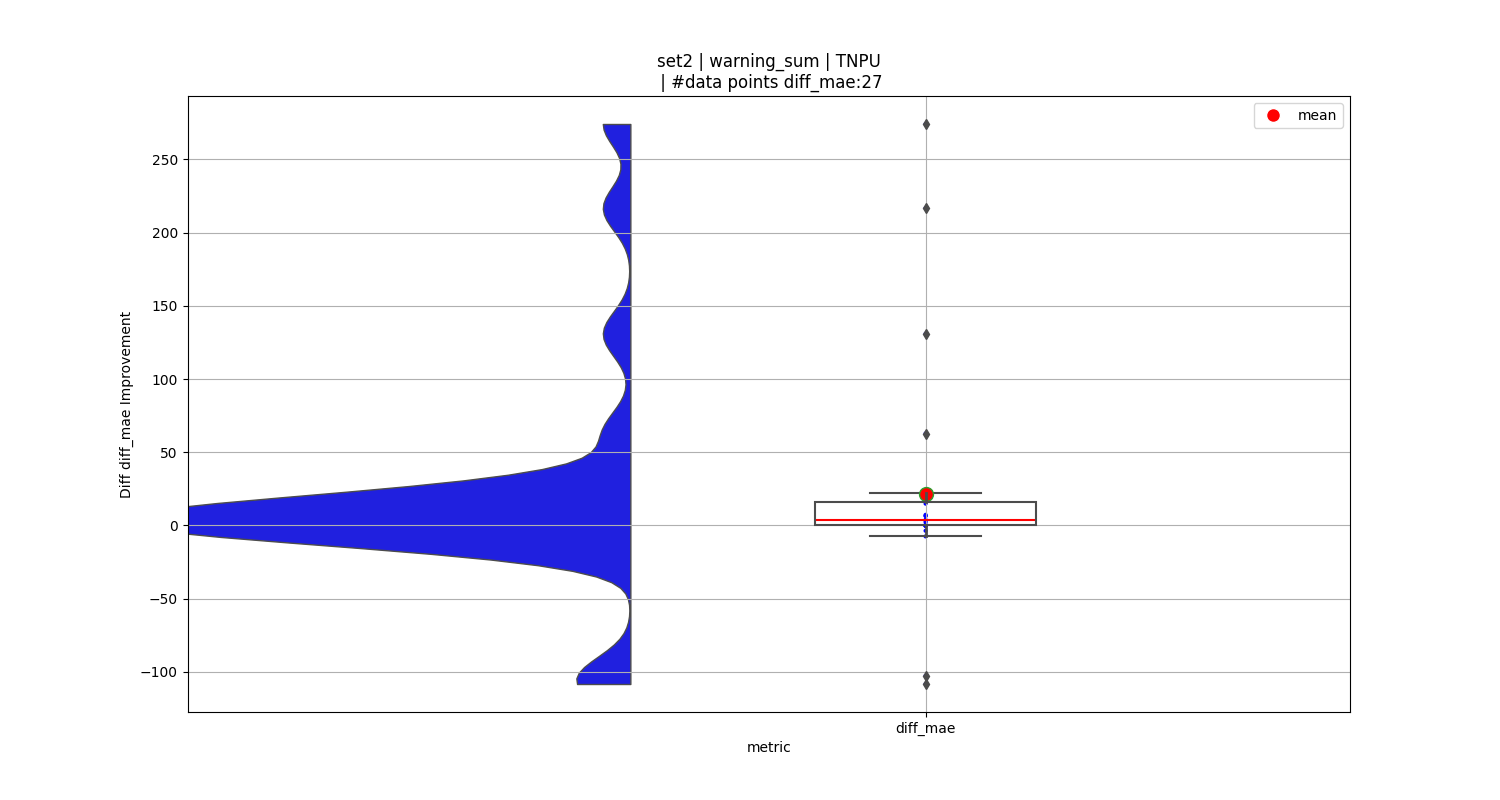 set2 | warning_sum | TNPU
| #data points diff_mae:27
mean
250
200
150
100
50
0
−50
−100
Diff diff_mae Improvement
diff_mae
metric